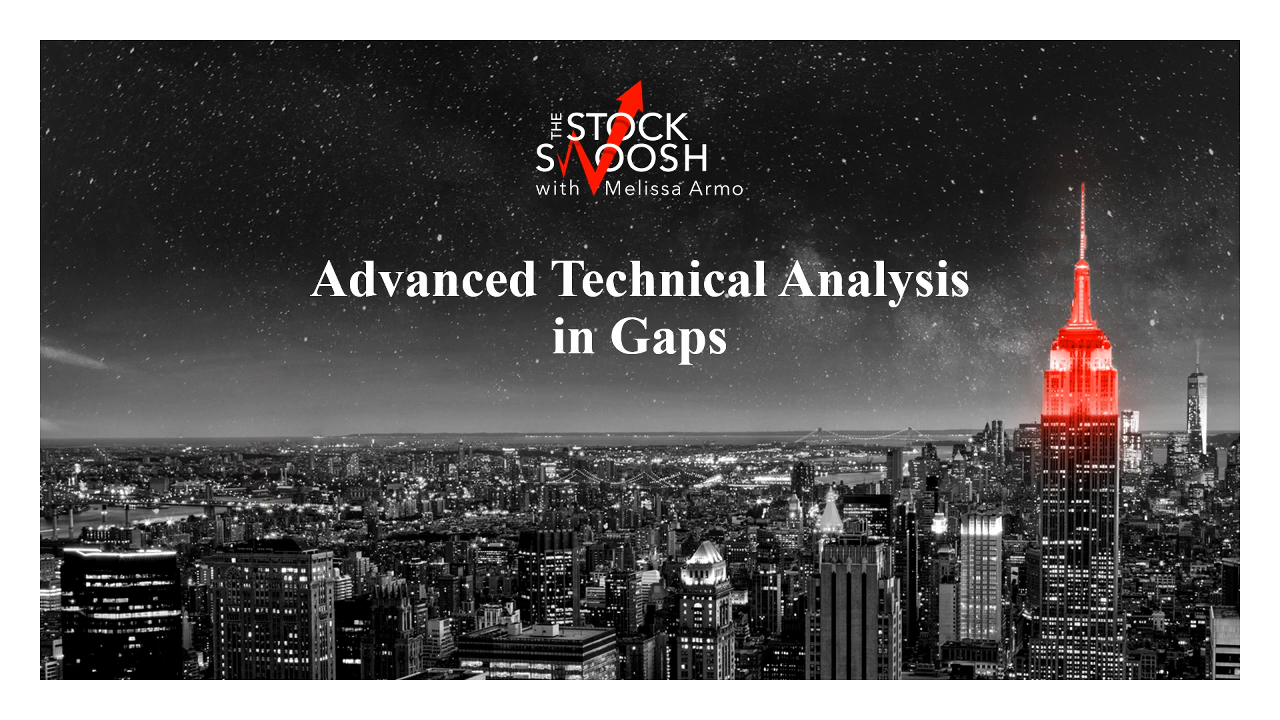 THE STOCK
SWOOSH
with Melissa Armo
Advanced Technical Analysis
in Gaps